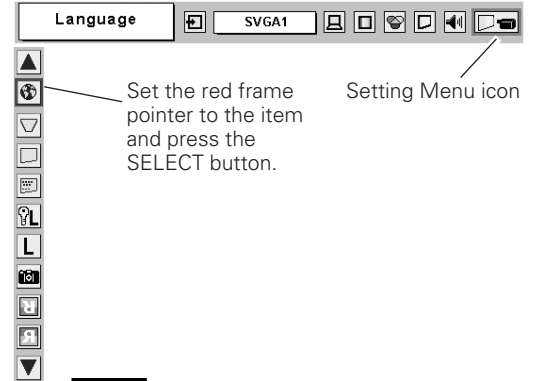 Language
SVGA1
Set the red frame
pointer to the item
and press the
SELECT button.
Setting Menu icon
L
L
R
R